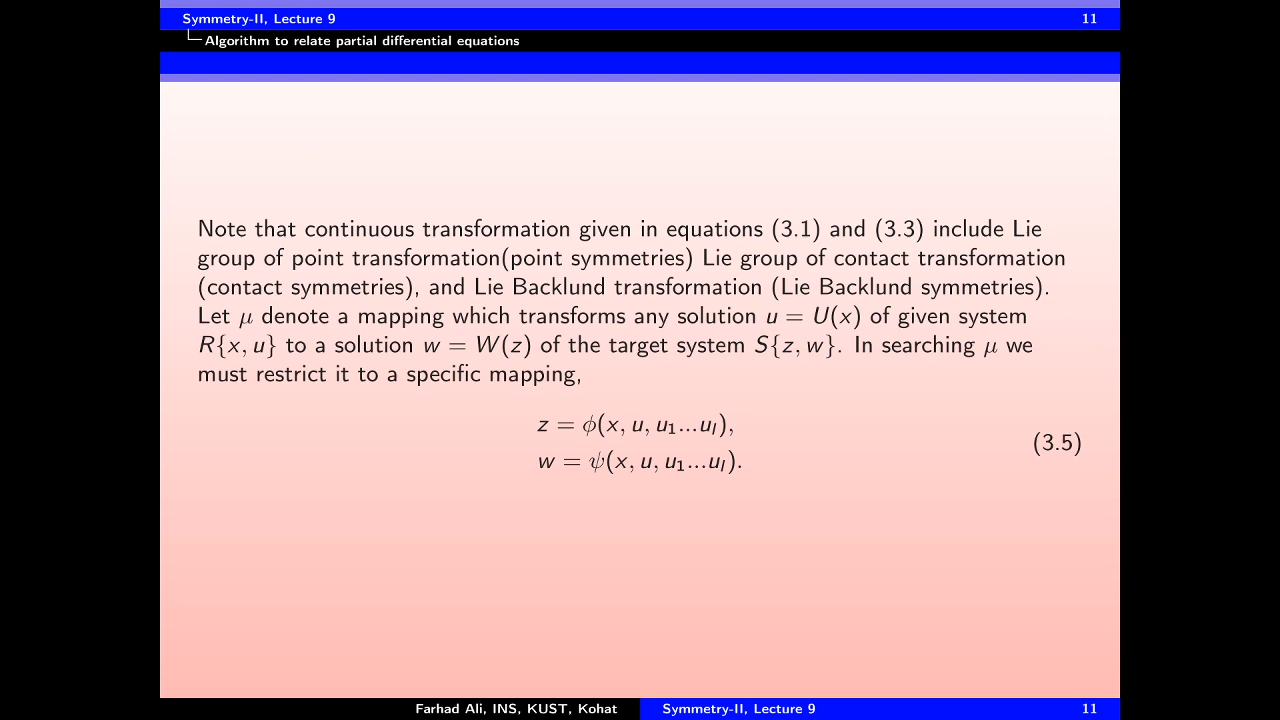 Symmetry-II, Lecture 9 11
Algorithm to relate partial differential equations
Note that continuous transformation given in equations (3.1) and (3.3) include Lie
group of point transformation(point symmetries) Lie group of contact transformation
(contact symmetries), and Lie Backlund transformation (Lie Backlund symmetries).
Let μ denote a mapping which transforms any solution u = U(x) of given system
R{x, u} to a solution w = W(z) of the target system S{z, w}. In searching μ we
must restrict it to a specific mapping,
z = ϕ(x, u, u₁...uₗ),
w = ψ(x, u, u₁...uₗ).
(3.5)
Farhad Ali, INS, KUST, Kohat Symmetry-II, Lecture 9 11